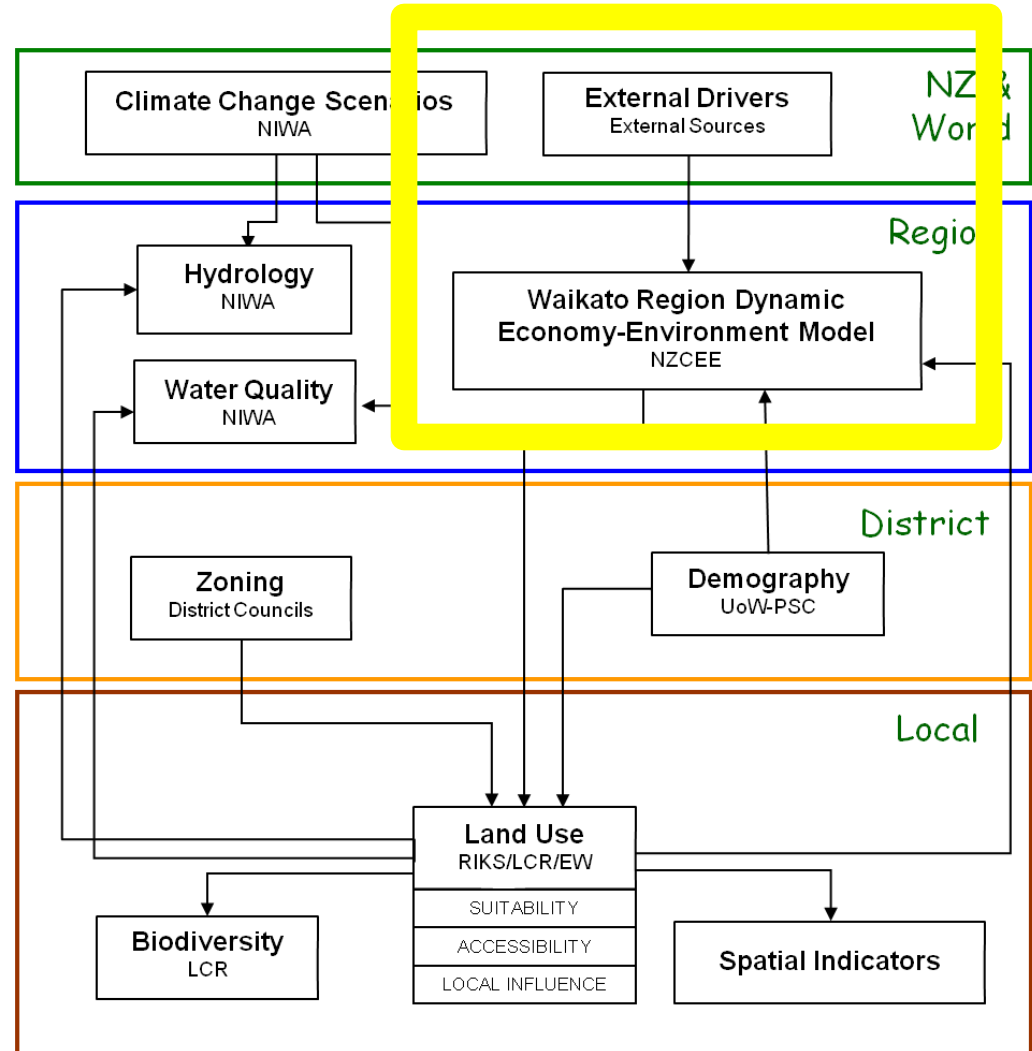 Climate Change Scenarios
NIWA
External Drivers
External Sources
NZ &
World
Regio
Hydrology
NIWA
Waikato Region Dynamic
Economy-Environment Model
NZCEE
Water Quality
NIWA
District
Zoning
District Councils
Demography
UoW-PSC
Local
Land Use
RIKS/LCR/EW
SUITABILITY
ACCESSIBILITY
LOCAL INFLUENCE
Biodiversity
LCR
Spatial Indicators